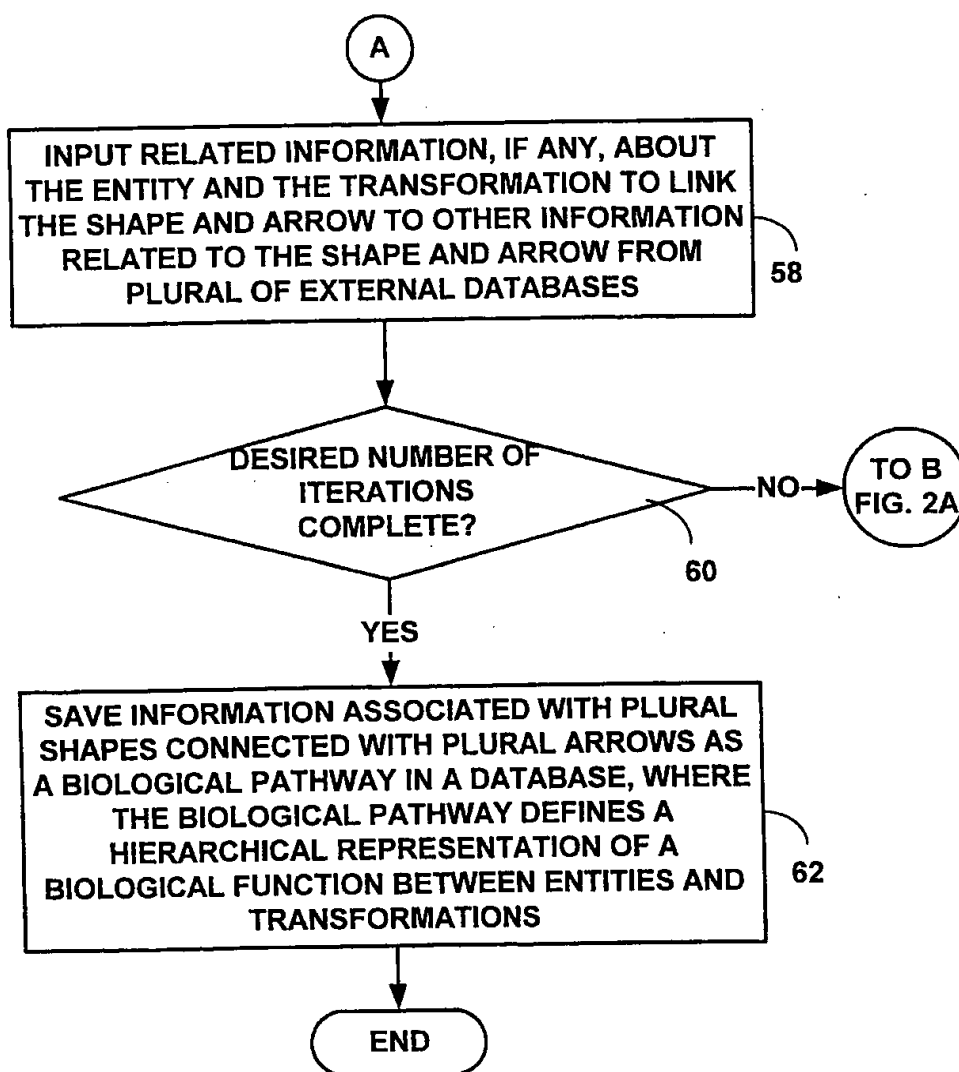 A
INPUT RELATED INFORMATION, IF ANY, ABOUT
THE ENTITY AND THE TRANSFORMATION TO LINK
THE SHAPE AND ARROW TO OTHER INFORMATION
RELATED TO THE SHAPE AND ARROW FROM
PLURAL OF EXTERNAL DATABASES
58
DESIRED NUMBER OF
ITERATIONS
COMPLETE?
60
NO
TO B
FIG. 2A
YES
SAVE INFORMATION ASSOCIATED WITH PLURAL
SHAPES CONNECTED WITH PLURAL ARROWS AS
A BIOLOGICAL PATHWAY IN A DATABASE, WHERE
THE BIOLOGICAL PATHWAY DEFINES A
HIERARCHICAL REPRESENTATION OF A
BIOLOGICAL FUNCTION BETWEEN ENTITIES AND
TRANSFORMATIONS
62
END